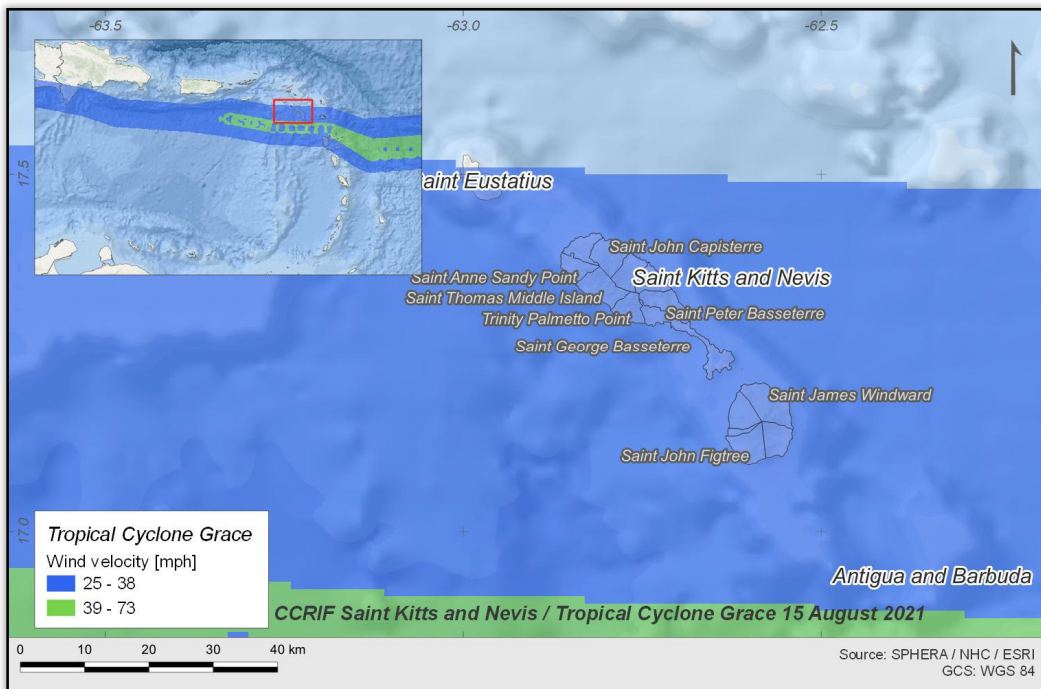 -63.5
-63.0
-62.5
17.5
aint Eustatius
Saint John Capisterre
Saint Anne Sandy Point
Saint Kitts and Nevis
Saint Thomas Middle Island
Trinity Palmetto Point
Saint Peter Basseterre
Saint George Basseterre
Saint James Windward
Saint John Figtree
17.0
Tropical Cyclone Grace
Wind velocity [mph]
25 - 38
39 - 73
Antigua and Barbuda
CCRIF Saint Kitts and Nevis / Tropical Cyclone Grace 15 August 2021
0 10 20 30 40 km
Source: SPHERA / NHC / ESRI
GCS: WGS 84